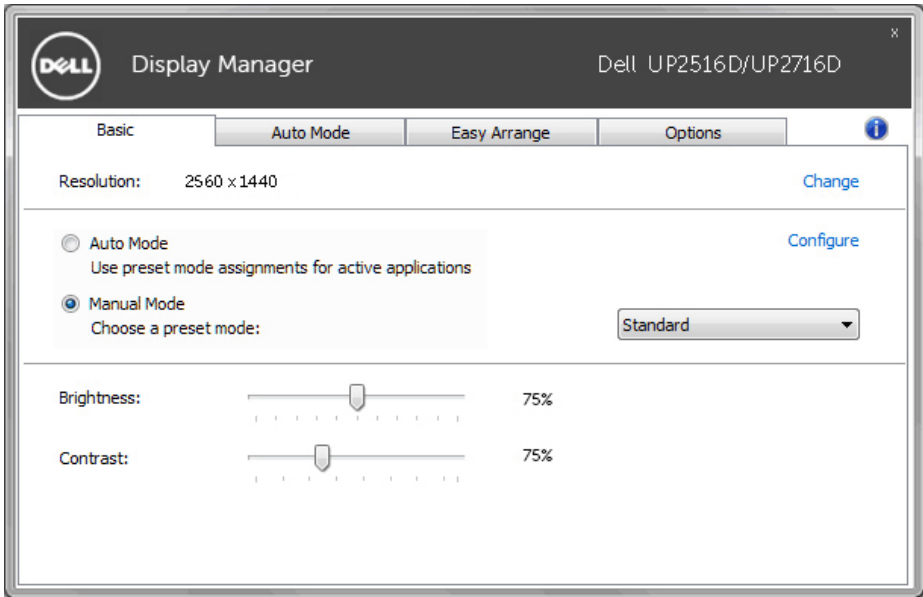 DELL Display Manager Dell UP2516D/UP2716D x
Basic Auto Mode Easy Arrange Options i
Resolution: 2560 x 1440 Change
Auto Mode Configure
Use preset mode assignments for active applications
Manual Mode
Choose a preset mode: Standard
Brightness: 75%
Contrast: 75%